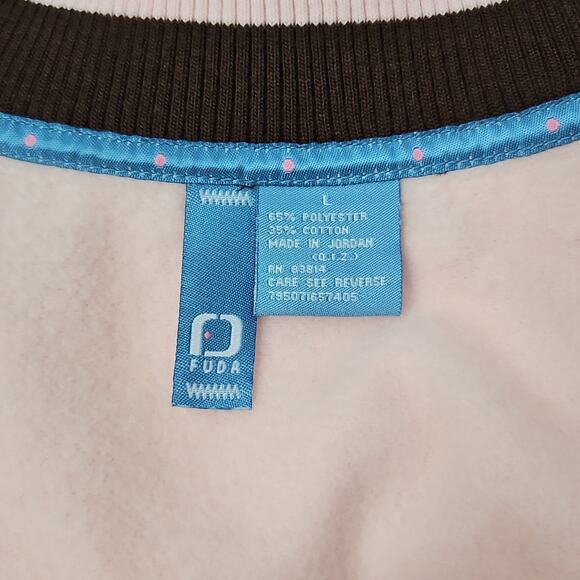 L
65% POLYESTER
35% COTTON
MADE IN JORDAN
(Q.I.Z.)
RN 83814
CARE SEE REVERSE
795071657405
FUDA